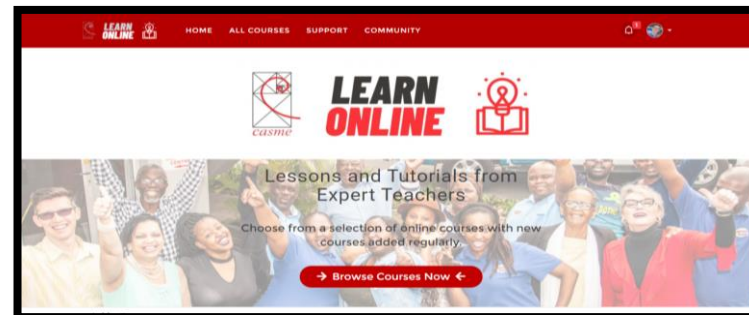 LEARN
ONLINE
HOME ALL COURSES SUPPORT COMMUNITY
casme
LEARN
ONLINE
Lessons and Tutorials from
Expert Teachers
Choose from a selection of online courses with new
courses added regularly.
→ Browse Courses Now ←